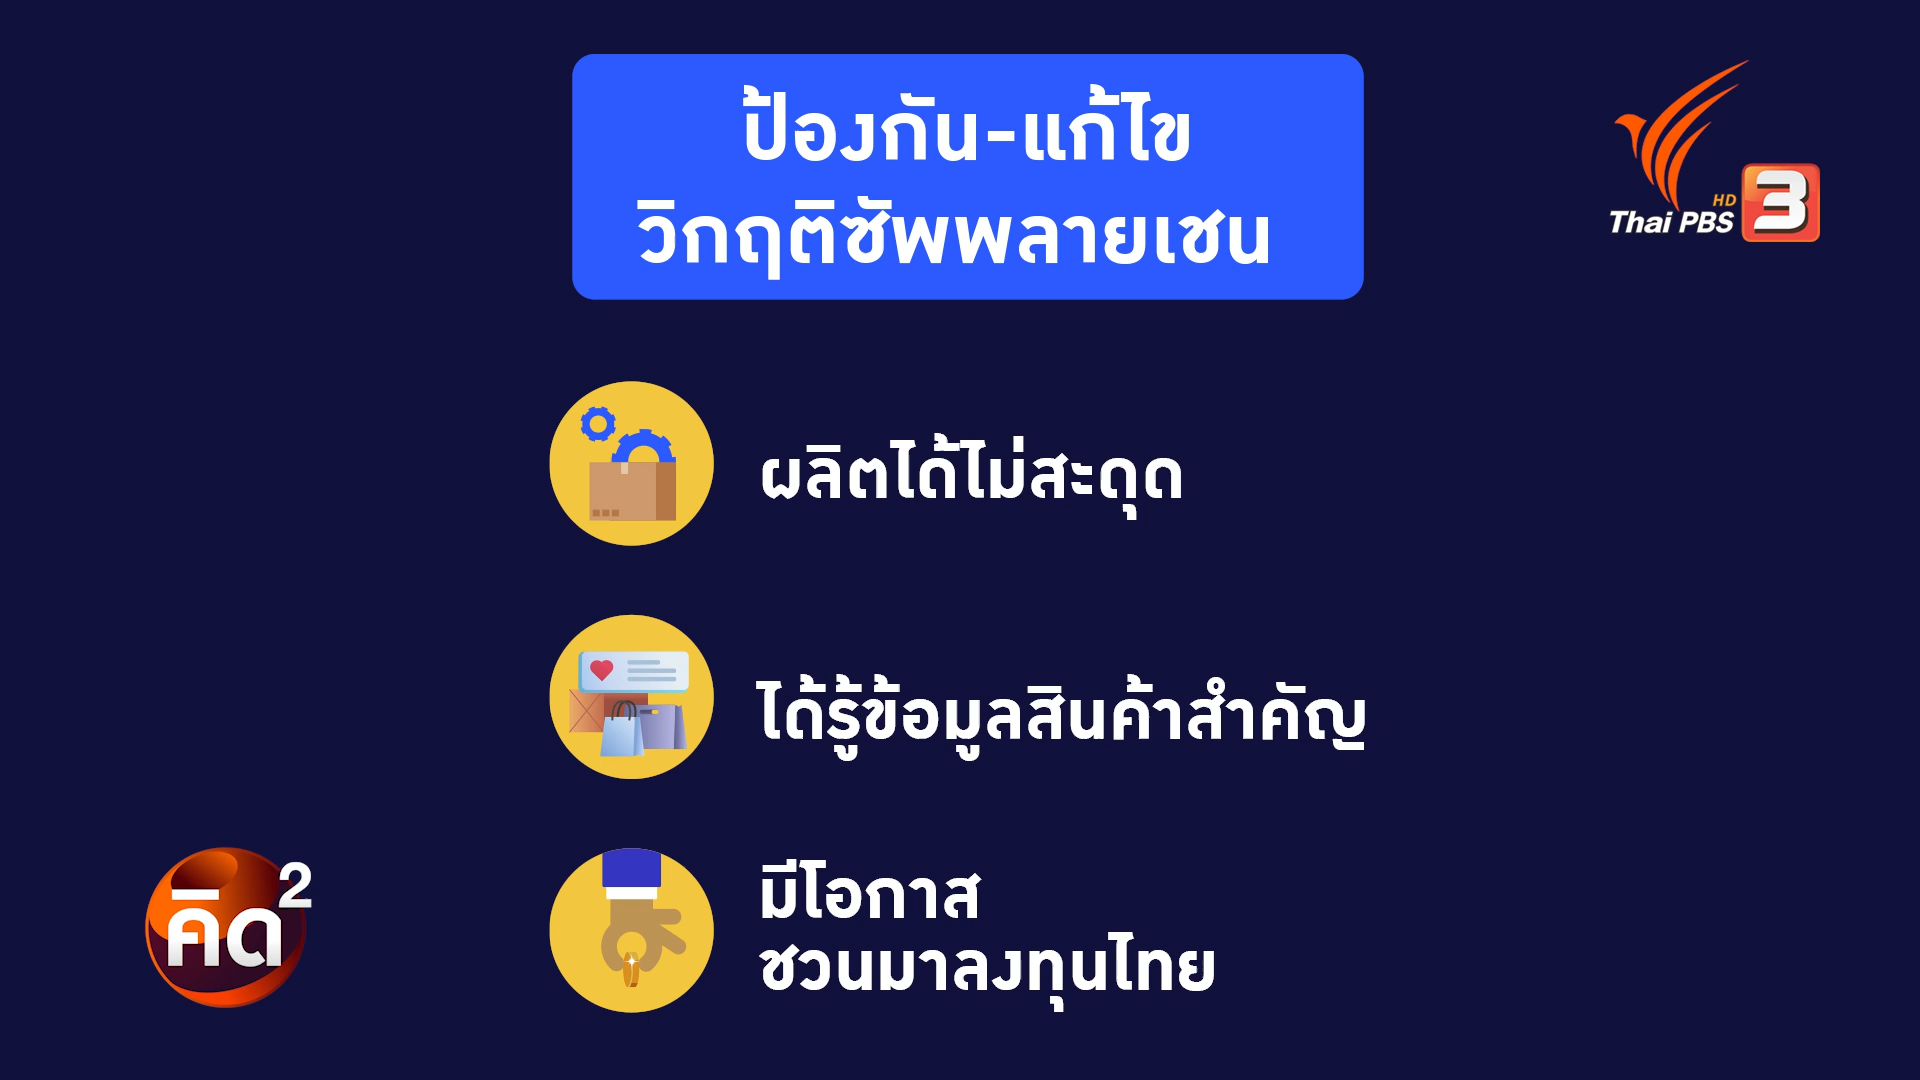 ป้องกัน-แก้ไข
วิกฤติซัพพลายเชน
HD
Thai PBS 3
ผลิตได้ไม่สะดุด
ได้รู้ข้อมูลสินค้าสำคัญ
มีโอกาส
ชวนมาลงทุนไทย
คิด²